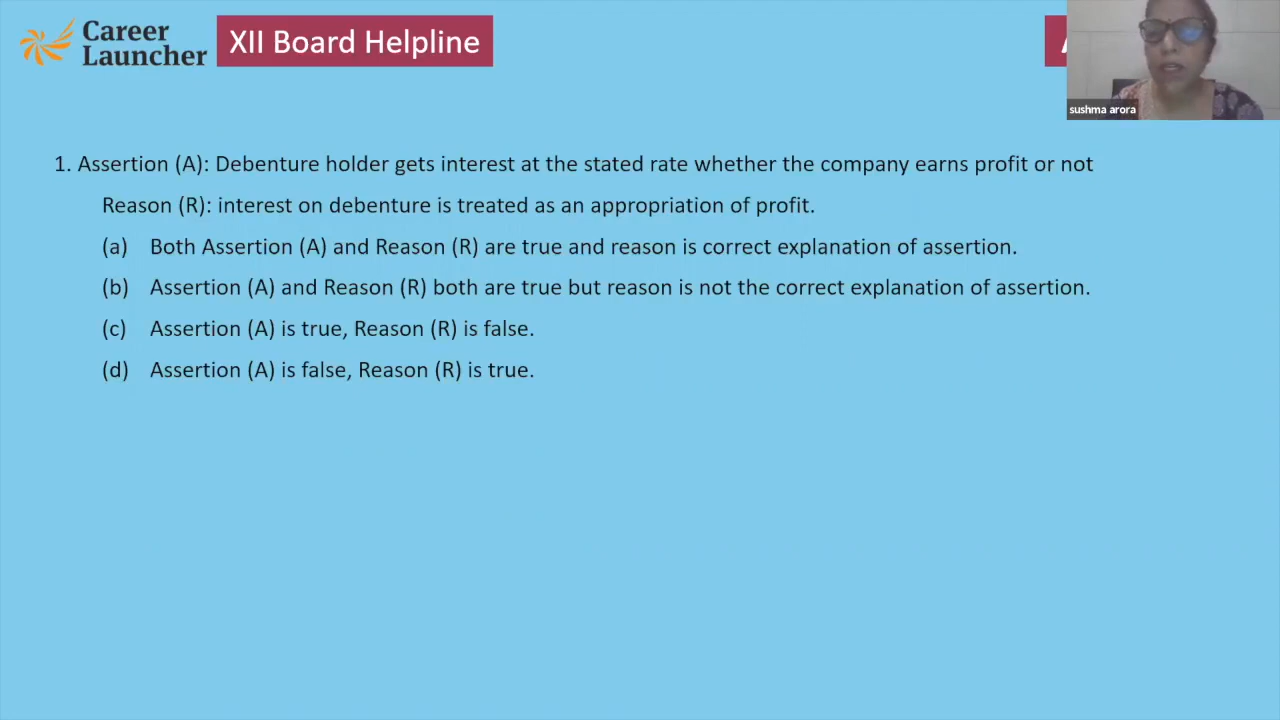 Career
Launcher
XII Board Helpline
sushma arora
1. Assertion (A): Debenture holder gets interest at the stated rate whether the company earns profit or not
Reason (R): interest on debenture is treated as an appropriation of profit.
(a) Both Assertion (A) and Reason (R) are true and reason is correct explanation of assertion.
(b) Assertion (A) and Reason (R) both are true but reason is not the correct explanation of assertion.
(c) Assertion (A) is true, Reason (R) is false.
(d) Assertion (A) is false, Reason (R) is true.